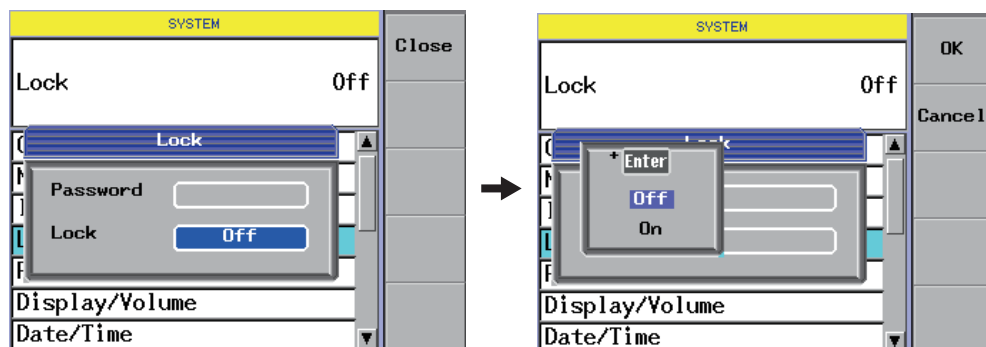 SYSTEM
Close
Lock Off
Lock
Password
Lock Off
Display/Volume
Date/Time
SYSTEM
OK
Lock Off
Cancel
+ Enter
Off
On
Display/Volume
Date/Time